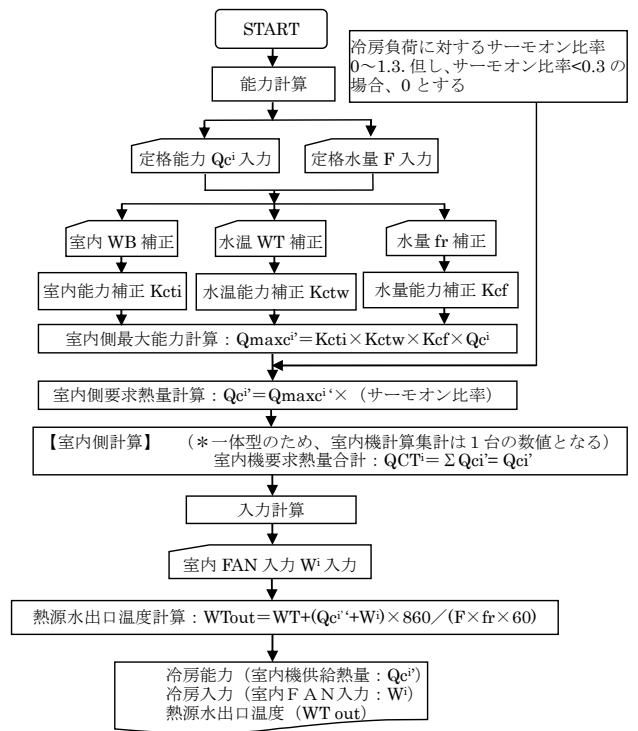 START
冷房負荷に対するサーモオン比率
0～1.3. 但し、サーモオン比率<0.3 の
場合、0 とする
能力計算
定格能力 Qcⁱ 入力
定格水量 F 入力
室内 WB 補正
水温 WT 補正
水量 fr 補正
室内能力補正 Kcti
水温能力補正 Kctw
水量能力補正 Kcf
室内側最大能力計算：Qmaxcⁱ’＝Kcti×Kctw×Kcf×Qcⁱ
室内側要求熱量計算：Qcⁱ’＝Qmaxcⁱ ‘×（サーモオン比率）
【室内側計算】　（＊一体型のため、室内機計算集計は１台の数値となる）
室内機要求熱量合計：QCTⁱ＝Σ Qci’= Qci’
入力計算
室内 FAN 入力 Wⁱ 入力
熱源水出口温度計算：WTout＝WT+(Qcⁱ’‘+Wⁱ)×860／(F×fr×60)
冷房能力（室内機供給熱量：Qcⁱ’）
冷房入力（室内ＦＡＮ入力：Wⁱ）
熱源水出口温度（WT out）